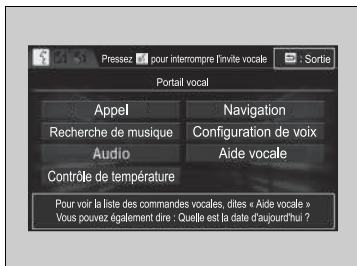 Pressez pour interrompre l'invite vocale : Sortie
Portail vocal
Appel Navigation
Recherche de musique Configuration de voix
Audio Aide vocale
Contrôle de température
Pour voir la liste des commandes vocales, dites « Aide vocale »
Vous pouvez également dire : Quelle est la date d'aujourd'hui ?